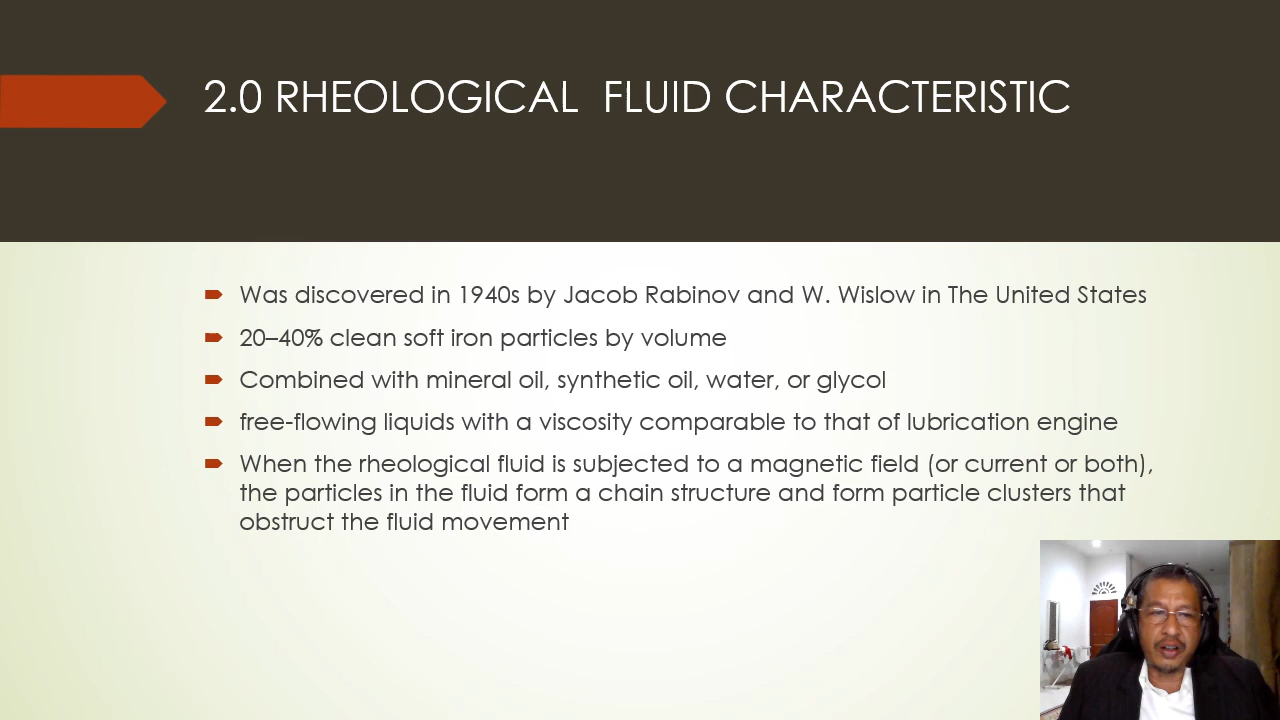 2.0 RHEOLOGICAL FLUID CHARACTERISTIC
Was discovered in 1940s by Jacob Rabinov and W. Wislow in The United States
20–40% clean soft iron particles by volume
Combined with mineral oil, synthetic oil, water, or glycol
free-flowing liquids with a viscosity comparable to that of lubrication engine
When the rheological fluid is subjected to a magnetic field (or current or both),
the particles in the fluid form a chain structure and form particle clusters that
obstruct the fluid movement